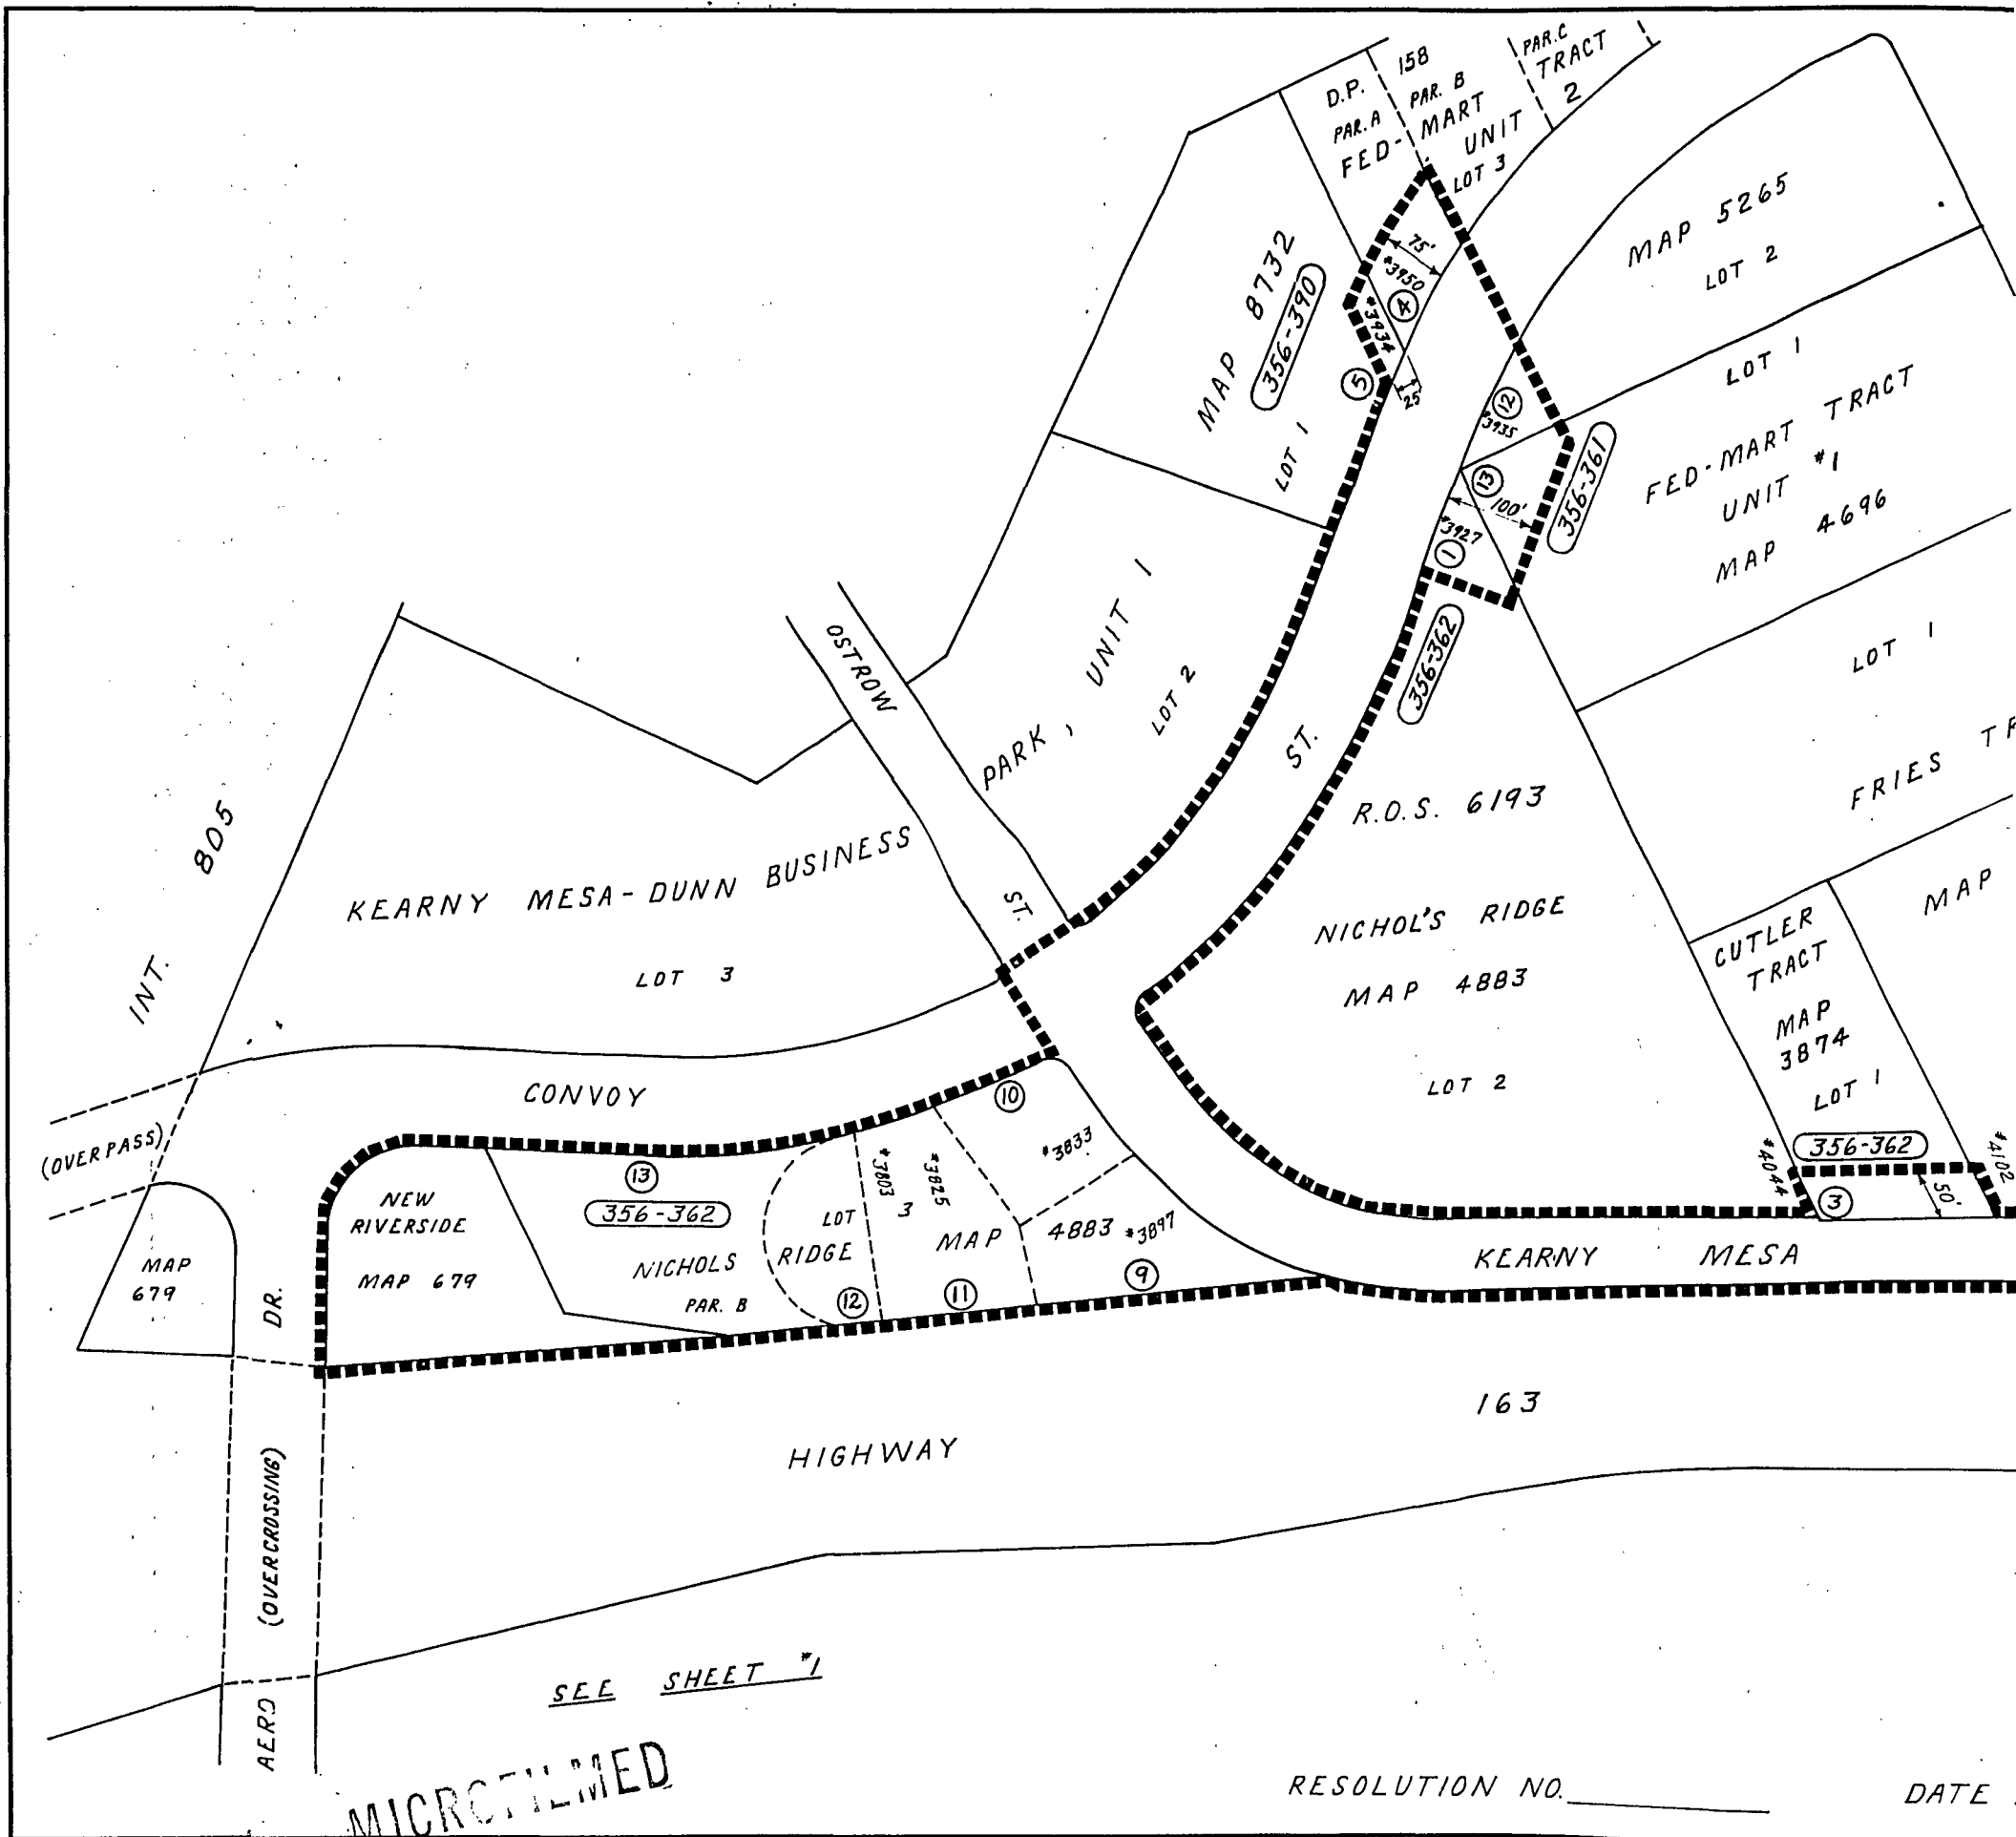 D.P. 158
PAR. A
PAR. B
PAR. C
FED-MART
TRACT
UNIT 2
LOT 3
MAP 5265
LOT 2
MAP 8732
356-390
LOT 1
75'
#3950
4
#3934
5
25'
12
#3935
13
100'
#3927
1
356-361
356-362
LOT 1
FED-MART TRACT
UNIT #1
MAP 4696
LOT 1
FRIES TR
MAP
OSTROW
ST.
PARK, UNIT 1
LOT 2
ST.
R.O.S. 6193
NICHOL'S RIDGE
MAP 4883
LOT 2
CUTLER
TRACT
MAP
3874
LOT 1
#4044
356-362
#4102
3
50'
INT. 805
KEARNY MESA-DUNN BUSINESS
LOT 3
CONVOY
(OVERPASS)
MAP
679
NEW
RIVERSIDE
MAP 679
DR.
13
356-362
NICHOLS
PAR. B
LOT 3
RIDGE
MAP 4883
#3803
#3825
#3833
#3897
10
12
11
9
KEARNY MESA
163
HIGHWAY
(OVERCROSSING)
AERO
SEE SHEET #1
MICROFILMED
RESOLUTION NO.
DATE